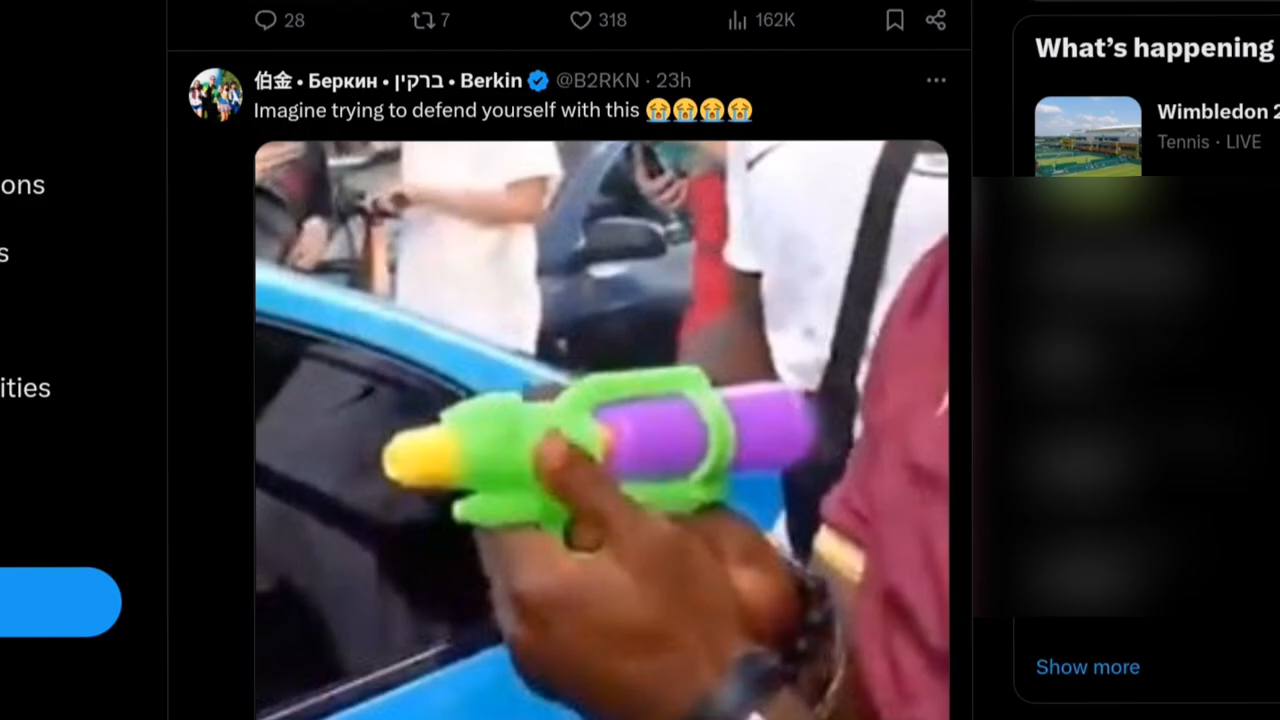 28 7 318 162K
伯金 • Беркин • ברקין • Berkin @B2RKN · 23h
Imagine trying to defend yourself with this 😭😭😭😭
ons
s
ities
What's happening
Wimbledon 2
Tennis · LIVE
Show more